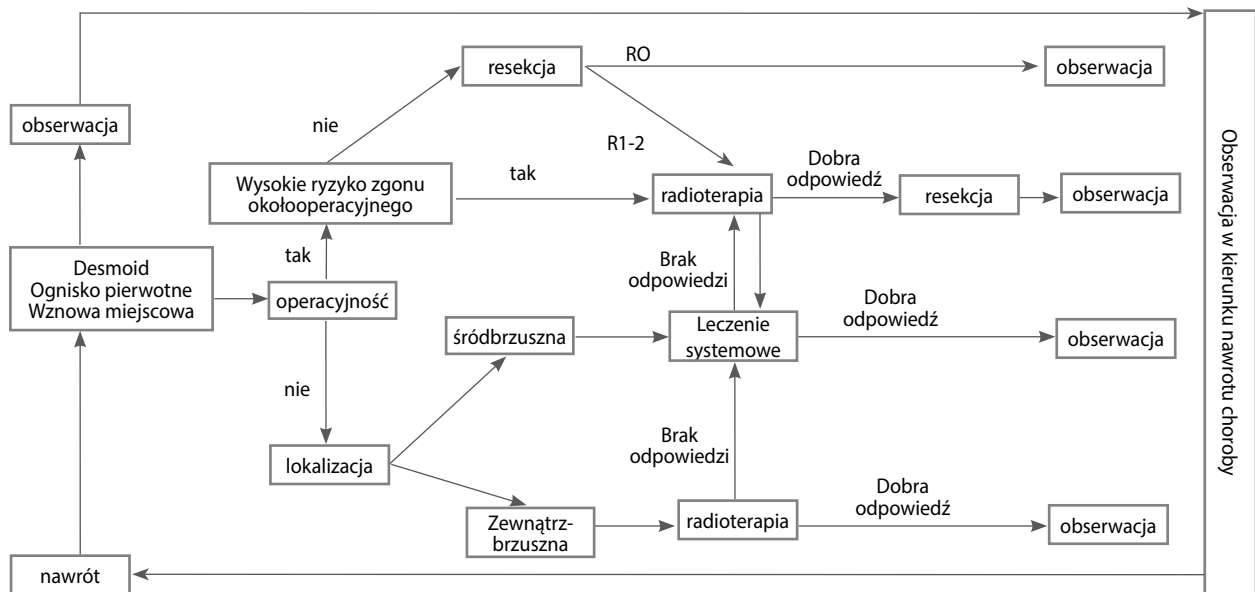 resekcja
RO
obserwacja
obserwacja
nie
R1-2
Wysokie ryzyko zgonu
okołooperacyjnego
tak
radioterapia
Dobra
odpowiedź
resekcja
obserwacja
tak
Desmoid
Ognisko pierwotne
Wznowa miejscowa
operacyjność
Brak
odpowiedzi
śródbrzuszna
Leczenie
systemowe
Dobra
odpowiedź
obserwacja
nie
lokalizacja
Brak
odpowiedzi
Zewnątrz-
brzuszna
radioterapia
Dobra
odpowiedź
obserwacja
nawrót
Obserwacja w kierunku nawrotu choroby